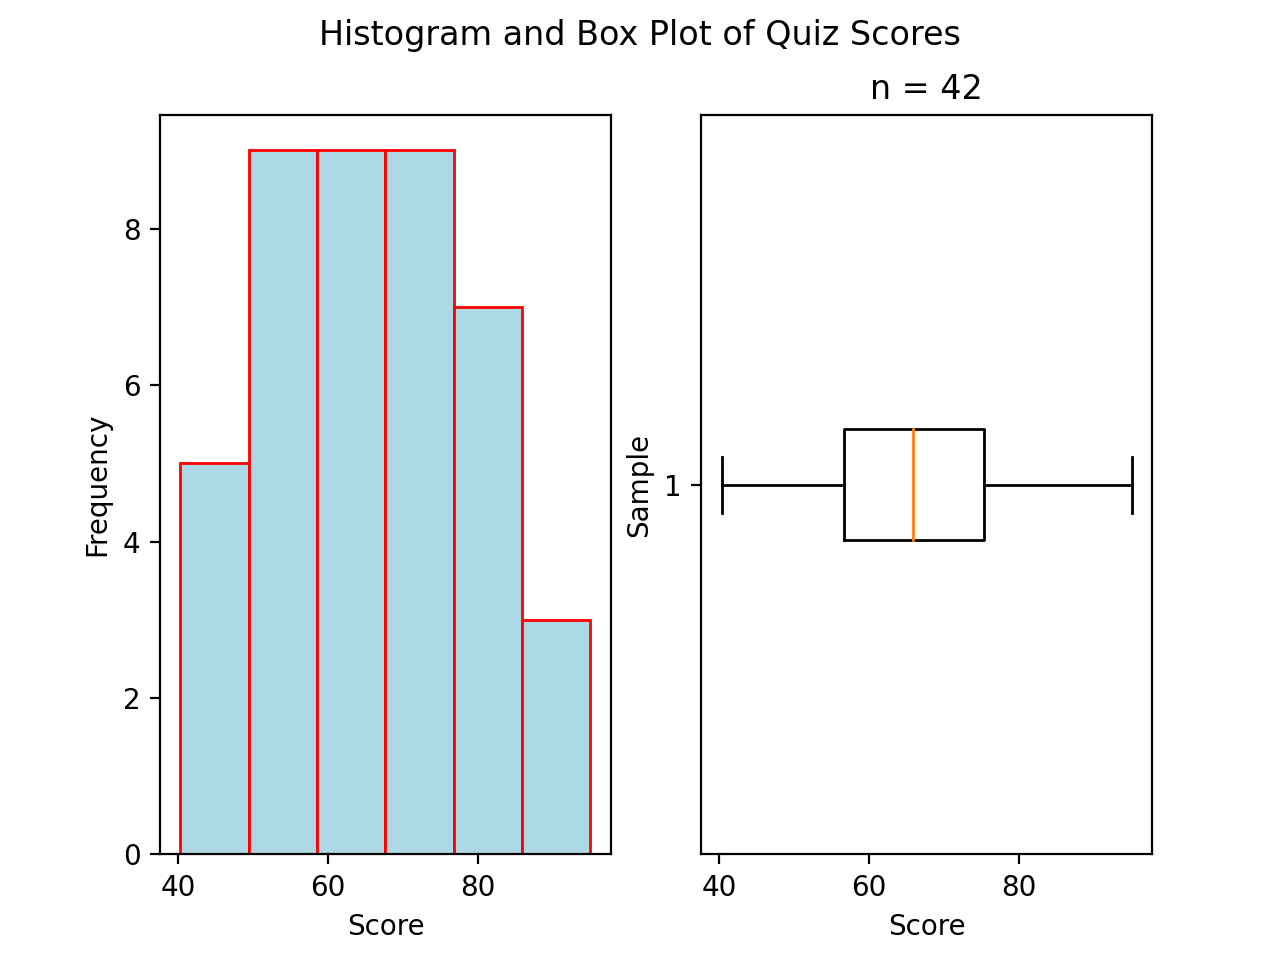 Histogram and Box Plot of Quiz Scores
8
6
4
2
0
Frequency
40 60 80
Score
n = 42
Sample
1
40 60 80
Score